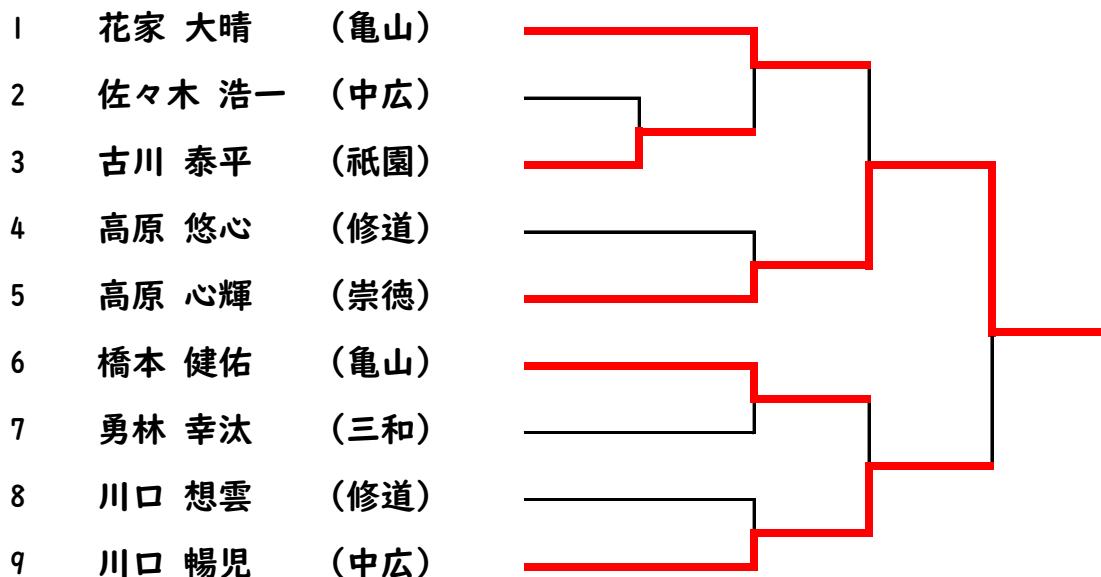 1 花家 大晴 (亀山)
2 佐々木 浩一 (中広)
3 古川 泰平 (祇園)
4 高原 悠心 (修道)
5 高原 心輝 (崇徳)
6 橋本 健佑 (亀山)
7 勇林 幸汰 (三和)
8 川口 想雲 (修道)
9 川口 暢児 (中広)